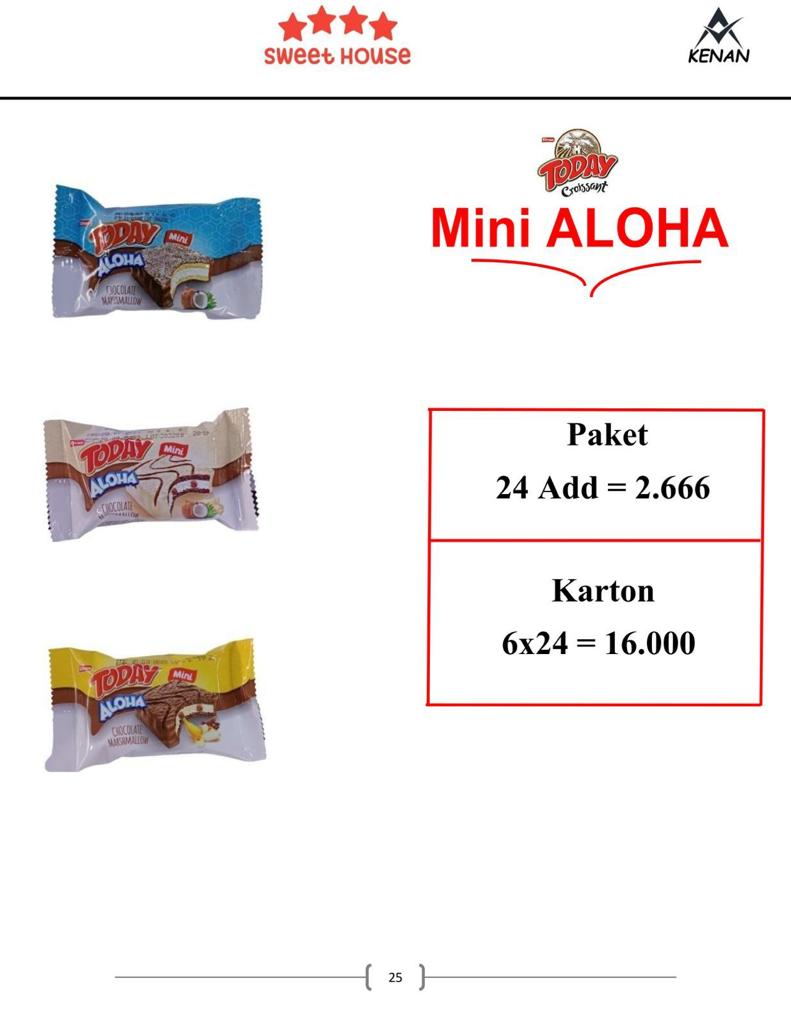 SWEET HOUSE
KENAN
TODAY
Croissant
Mini ALOHA
TODAY
Mini
ALOHA
CHOCOLATE
MARSHMALLOW
TODAY
Mini
ALOHA
CHOCOLATE
MARSHMALLOW
Paket
24 Add = 2.666
Karton
6x24 = 16.000
TODAY
Mini
ALOHA
CHOCOLATE
MARSHMALLOW
25